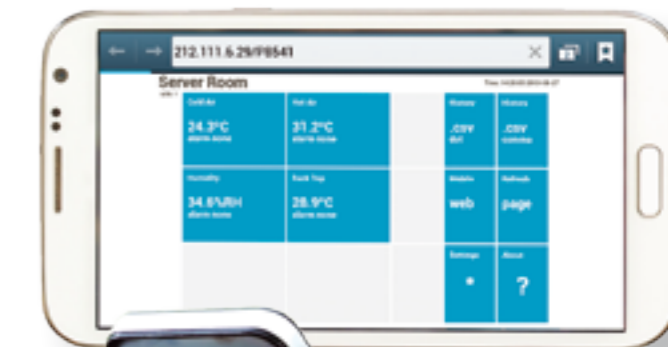 212.111.6.29/P8541
Server Room
Cold Air
24.3°C
alarm none
Hot Air
31.2°C
alarm none
History
.csv
History
.csv
comma
Humidity
34.6%RH
alarm none
Rack Top
28.9°C
alarm none
Mobile
web
Refresh
page
Settings
*
About
?